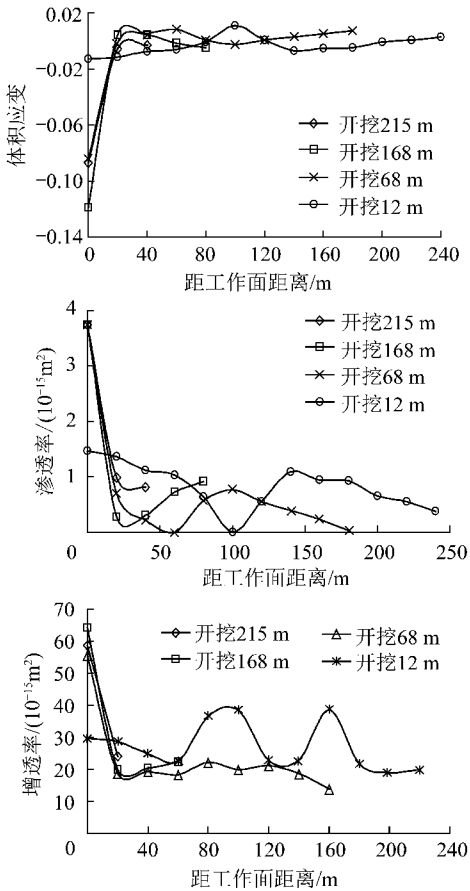 0.02
−0.02
−0.06
−0.10
−0.14
体积应变
开挖215 m
开挖168 m
开挖68 m
开挖12 m
0 40 80 120 160 200 240
距工作面距离/m
4
3
2
1
0
渗透率/(10⁻¹⁵m²)
开挖215 m
开挖168 m
开挖68 m
开挖12 m
50 100 150 200 250
距工作面距离/m
70
60
50
40
30
20
10
0
增透率/(10⁻¹⁵m²)
开挖215 m 开挖68 m
开挖168 m 开挖12 m
40 80 120 160 200 240
距工作面距离/m